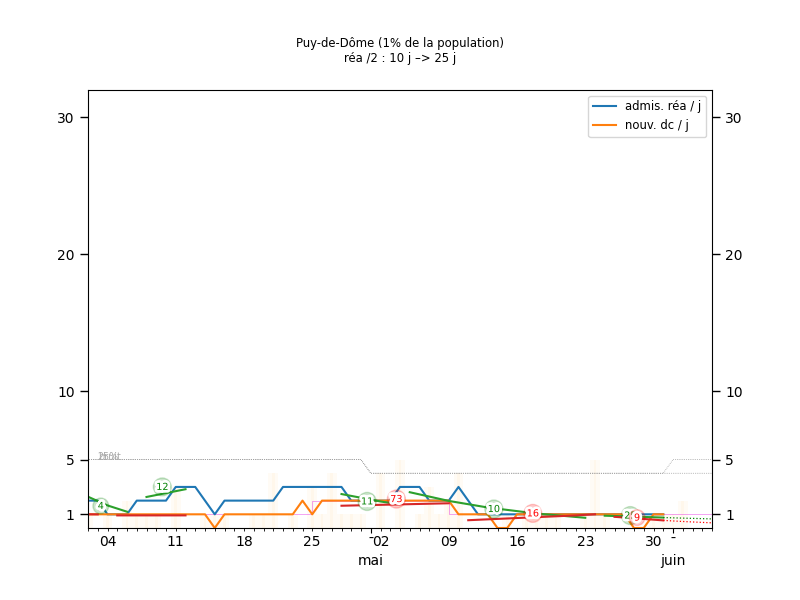 Puy-de-Dôme (1% de la population)
réa /2 : 10 j –> 25 j
admis. réa / j
nouv. dc / j
30 30
20 20
10 10
5 5
1 1
4 12 11 73 10 16 9
04 11 18 25 02 09 16 23 30
mai juin